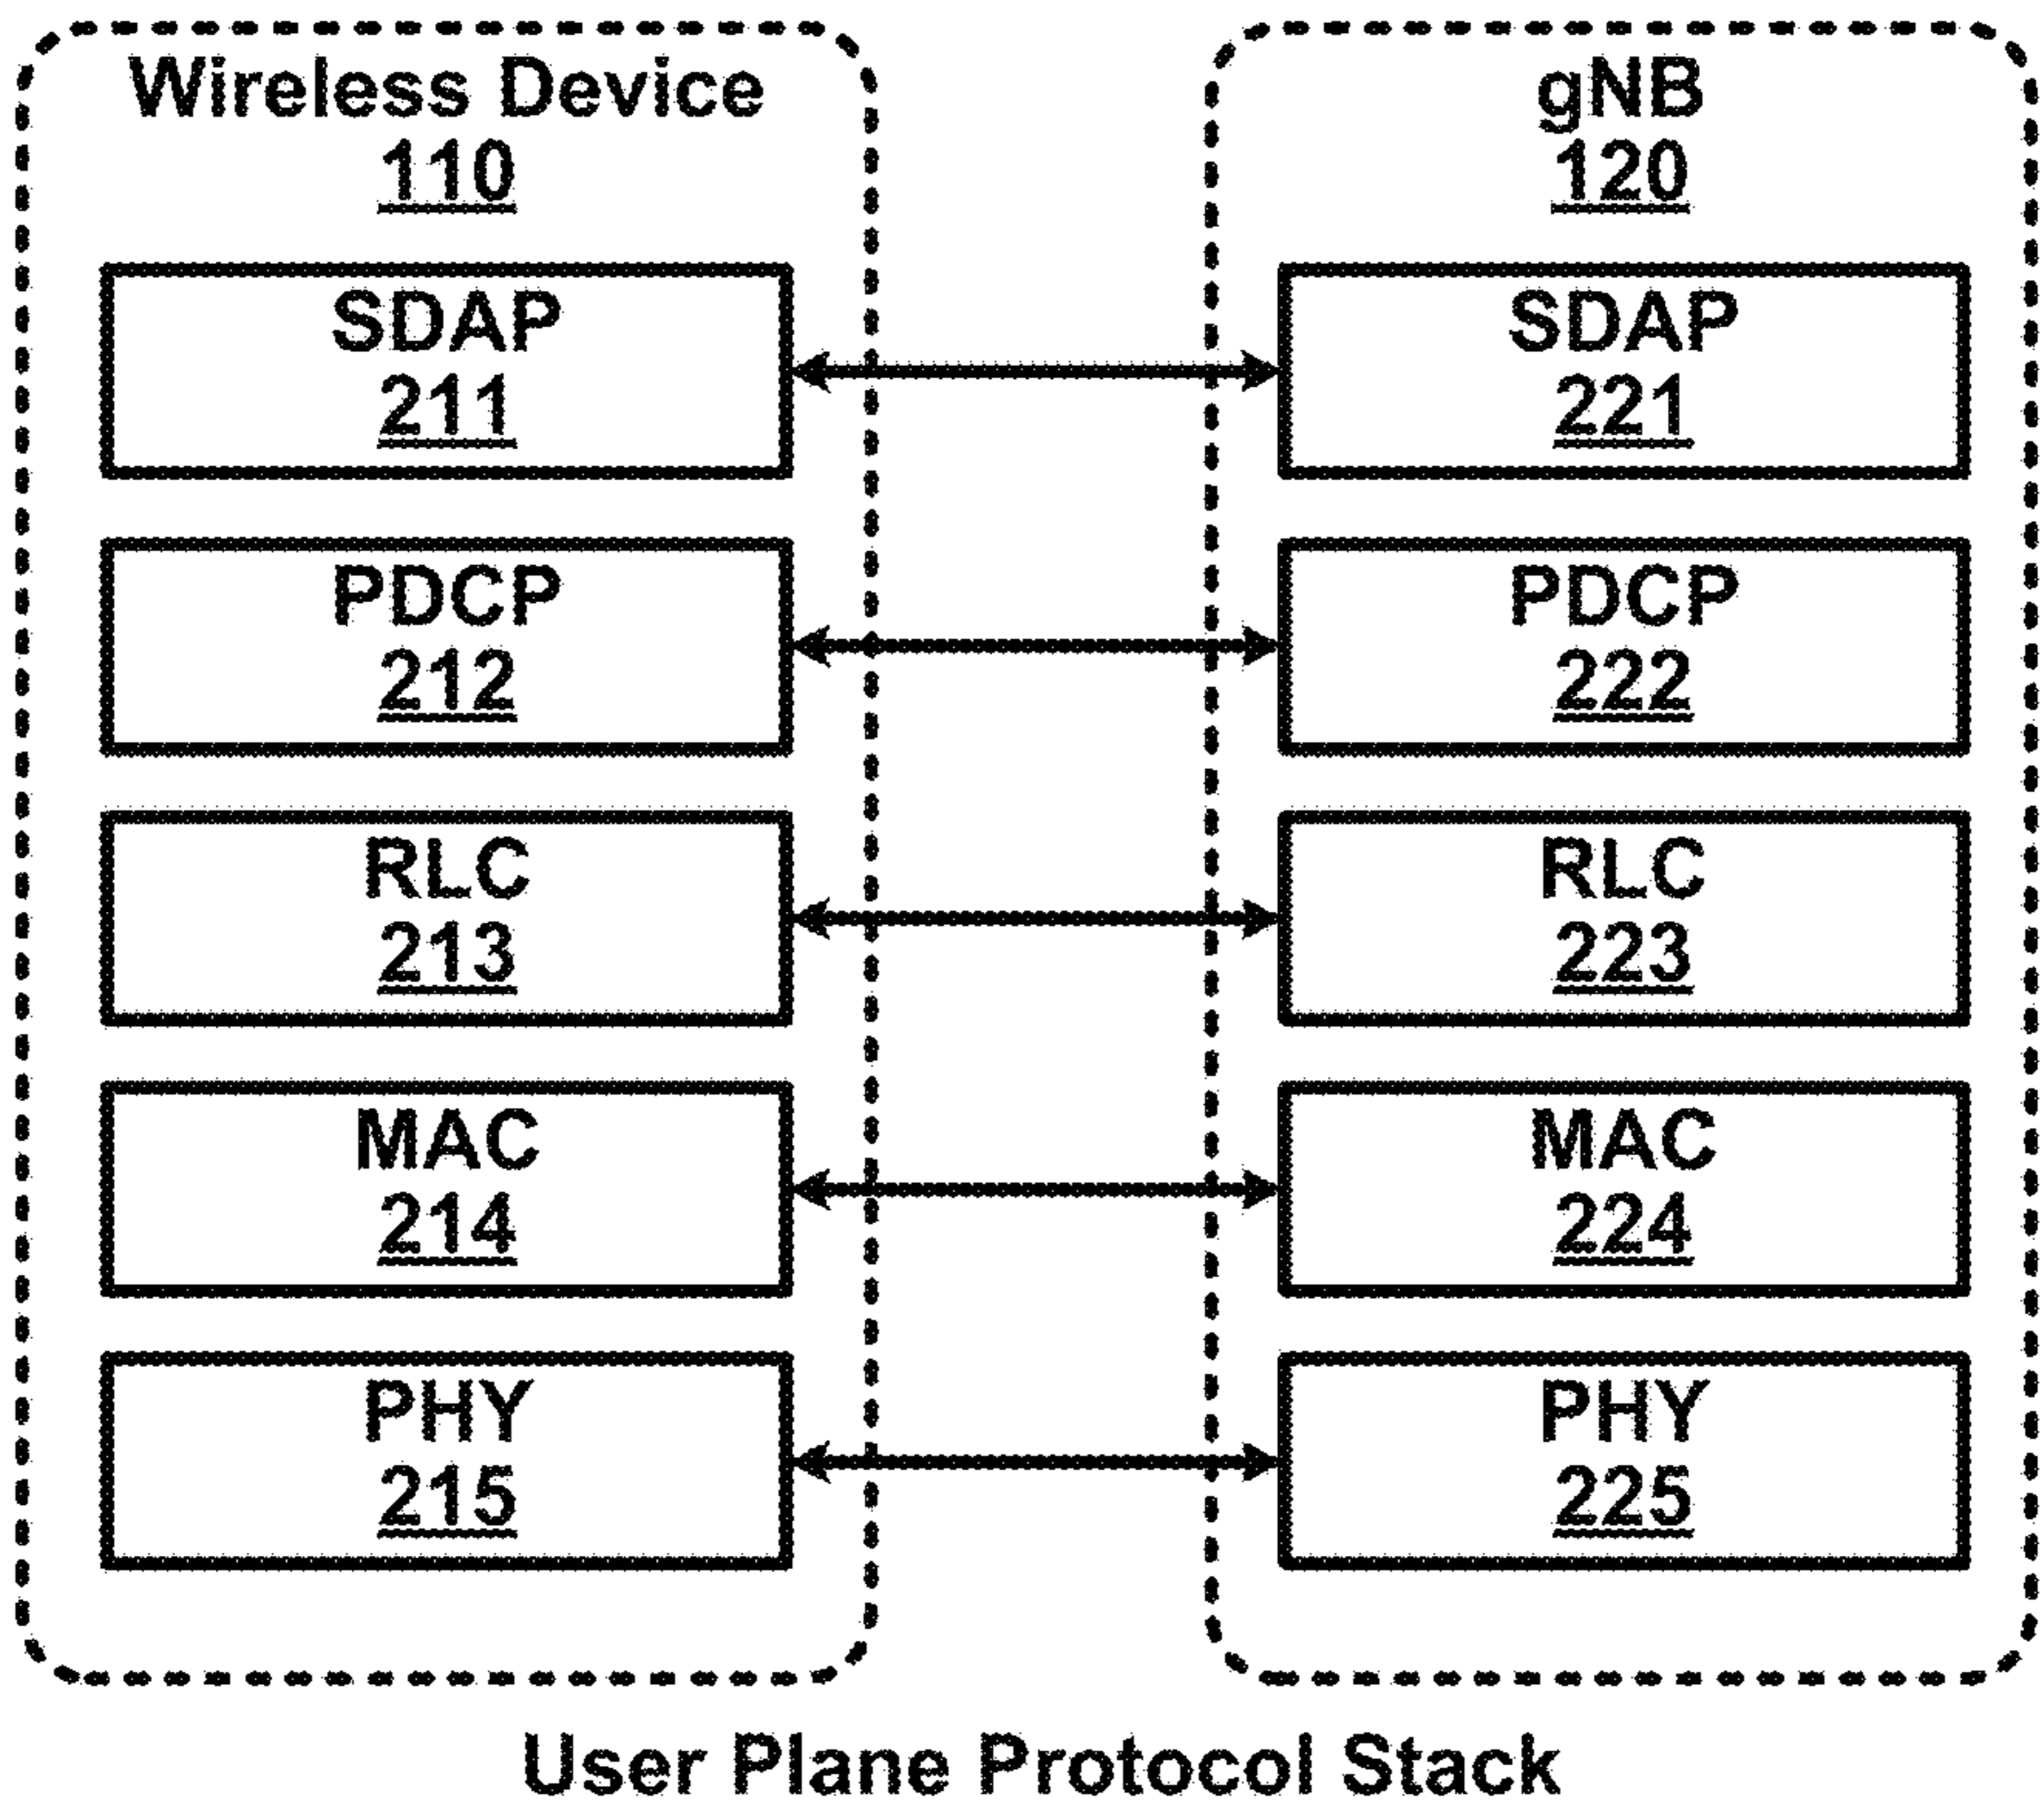 Wireless Device
110
SDAP
211
PDCP
212
RLC
213
MAC
214
PHY
215
gNB
120
SDAP
221
PDCP
222
RLC
223
MAC
224
PHY
225
User Plane Protocol Stack